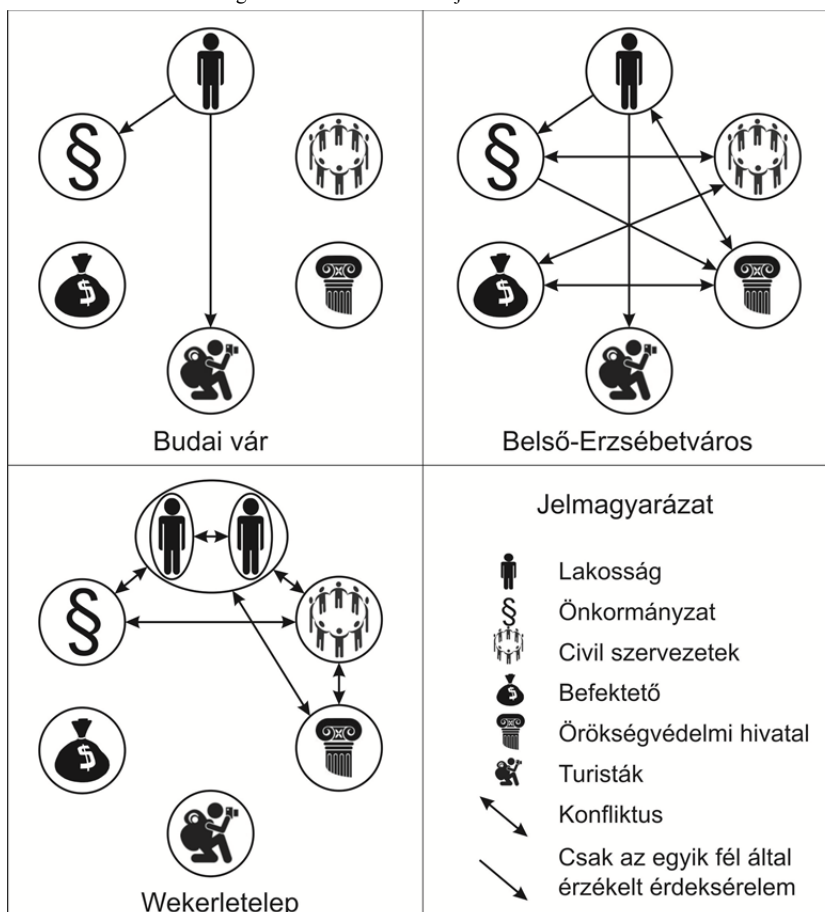 Budai vár
Belső-Erzsébetváros
Wekerletelep
Jelmagyarázat
Lakosság
§ Önkormányzat
Civil szervezetek
Befektető
Örökségvédelmi hivatal
Turisták
Konfliktus
Csak az egyik fél által
érzékelt érdeksérelem